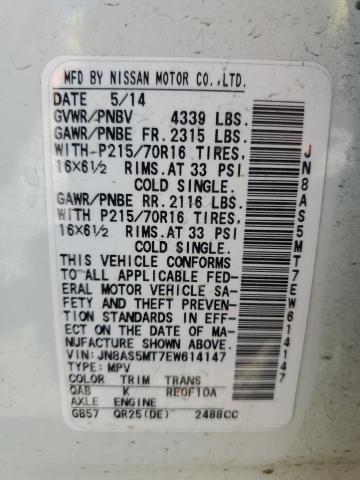 MFD BY NISSAN MOTOR CO.,LTD.
DATE 5/14
GVWR/PNBV 4339 LBS.
GAWR/PNBE FR. 2315 LBS.
WITH-P215/70R16 TIRES,
16x6½ RIMS.AT 33 PSI
COLD SINGLE.
GAWR/PNBE RR. 2116 LBS.
WITH P215/70R16 TIRES,
16x6½ RIMS.AT 33 PSI
COLD SINGLE.
THIS VEHICLE CONFORMS
TO ALL APPLICABLE FED-
ERAL MOTOR VEHICLE SA-
FETY AND THEFT PREVEN-
TION STANDARDS IN EFF-
ECT ON THE DATE OF MA-
NUFACTURE SHOWN ABOVE.
VIN:JN8AS5MT7EW614147
TYPE:MPV
COLOR TRIM TRANS
QAB K RE0F10A
AXLE ENGINE
GB57 QR25(DE) 2488CC
JN8AS5MT7EW614147